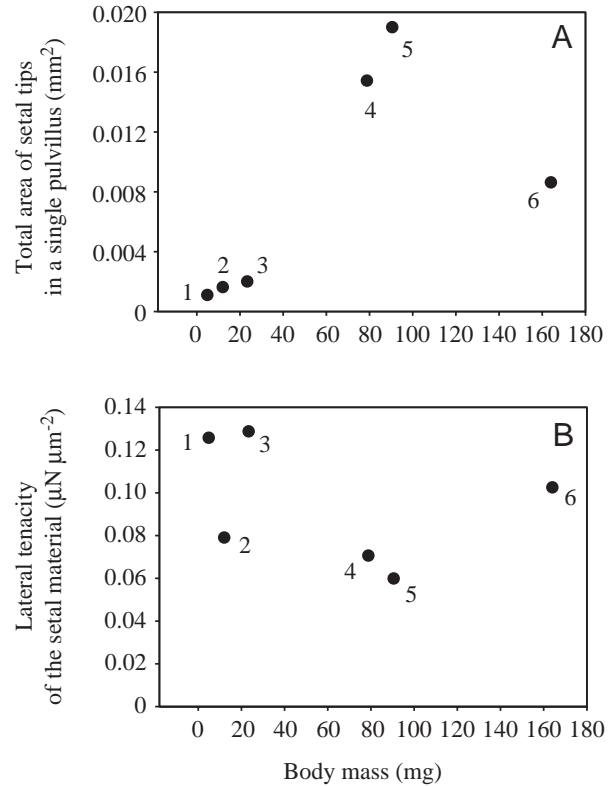 Total area of setal tips
in a single pulvillus (mm²)
0.020
0.016
0.012
0.008
0.004
0
A
5
4
6
2
3
1
0 20 40 60 80 100 120 140 160 180
Lateral tenacity
of the setal material (µN µm⁻²)
0.14
0.12
0.10
0.08
0.06
0.04
0.02
0
B
1
3
6
2
4
5
0 20 40 60 80 100 120 140 160 180
Body mass (mg)